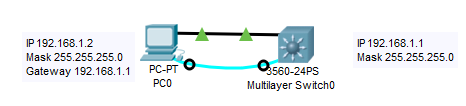 IP 192.168.1.2
Mask 255.255.255.0
Gateway 192.168.1.1
PC-PT
PC0
3560-24PS
Multilayer Switch0
IP 192.168.1.1
Mask 255.255.255.0